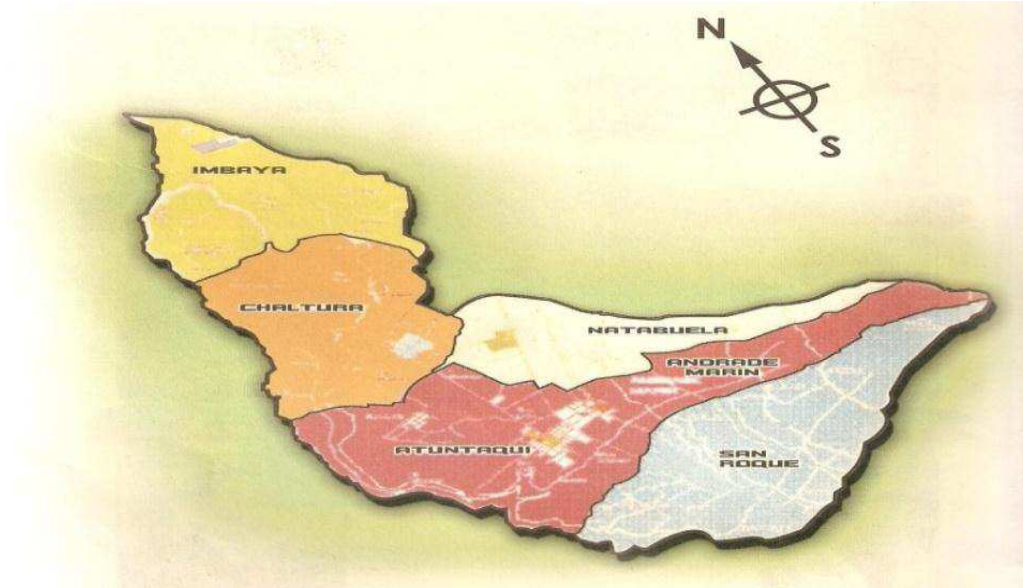 N
S
IMBAYA
CHALTURA
NATABUELA
ANDRADE
MARIN
ATUNTAQUI
SAN
ROQUE